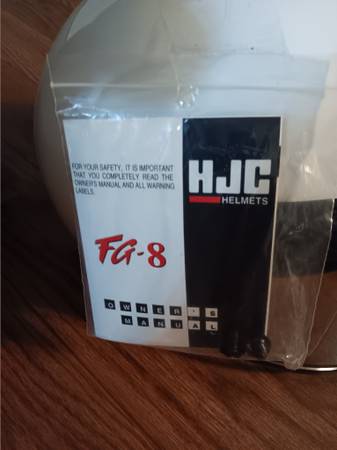 FOR YOUR SAFETY, IT IS IMPORTANT
THAT YOU COMPLETELY READ THE
OWNER'S MANUAL AND ALL WARNING
LABELS.
HJC
HELMETS
FG-8
OWNER'S
MANUAL